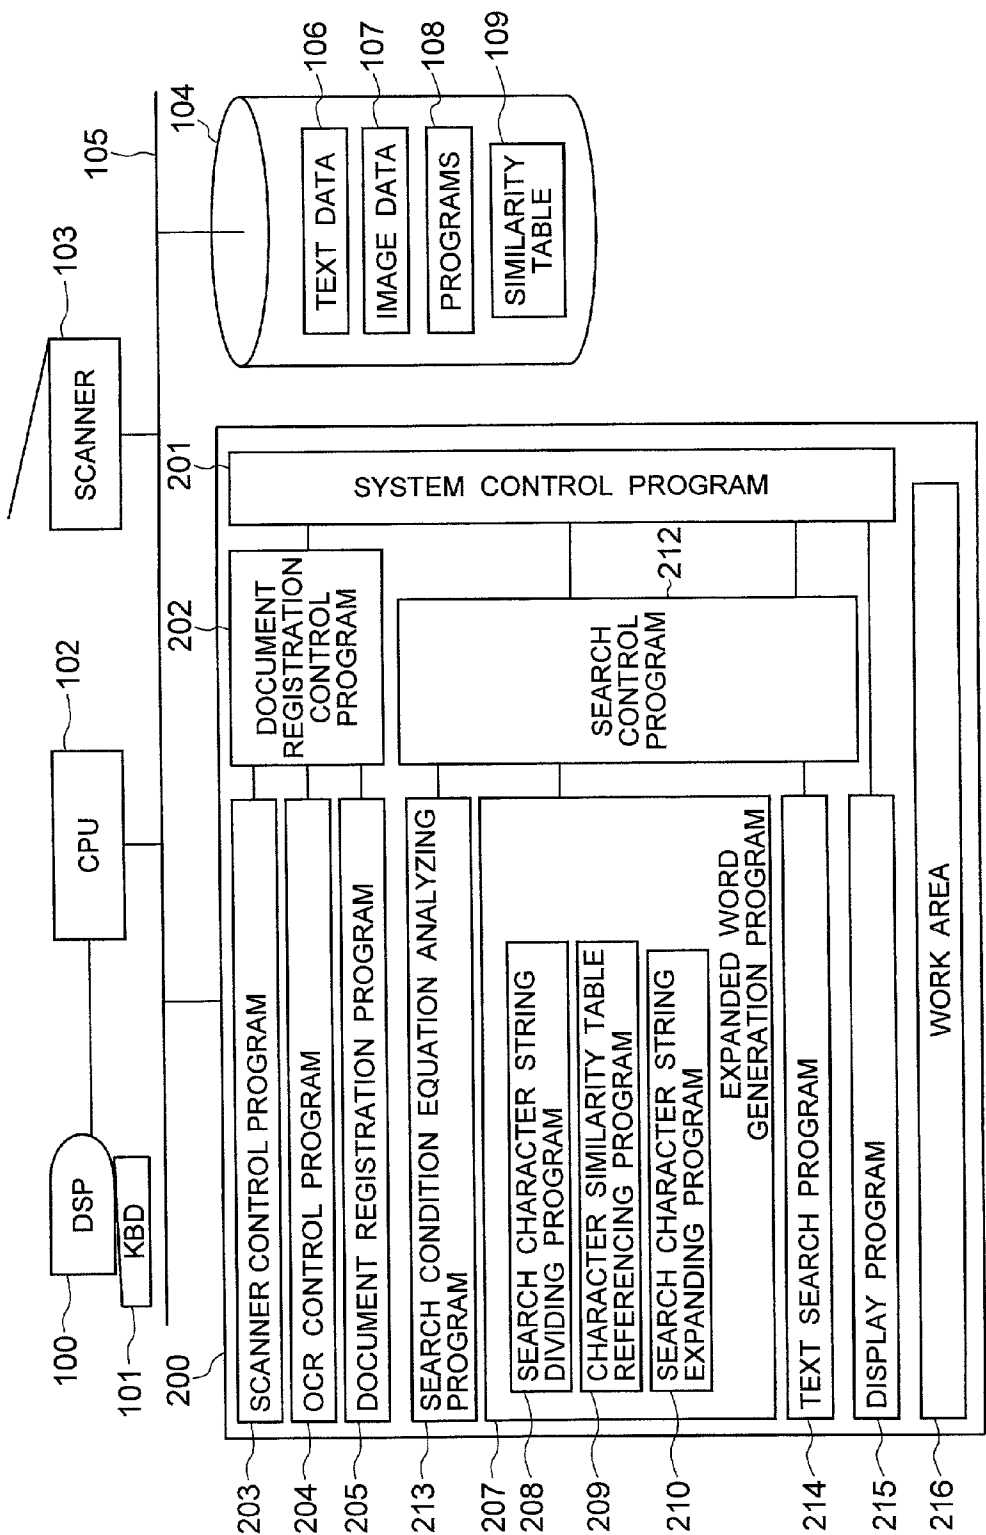 100
DSP
101
KBD
102
CPU
103
SCANNER
105
104
TEXT DATA
106
IMAGE DATA
107
PROGRAMS
108
SIMILARITY
TABLE
109
200
201
SYSTEM CONTROL PROGRAM
202
DOCUMENT
REGISTRATION
CONTROL
PROGRAM
203
SCANNER CONTROL PROGRAM
204
OCR CONTROL PROGRAM
205
DOCUMENT REGISTRATION PROGRAM
212
SEARCH
CONTROL
PROGRAM
213
SEARCH CONDITION EQUATION ANALYZING
PROGRAM
207
208
SEARCH CHARACTER STRING
DIVIDING PROGRAM
209
CHARACTER SIMILARITY TABLE
REFERENCING PROGRAM
210
SEARCH CHARACTER STRING
EXPANDING PROGRAM
EXPANDED WORD
GENERATION PROGRAM
214
TEXT SEARCH PROGRAM
215
DISPLAY PROGRAM
216
WORK AREA